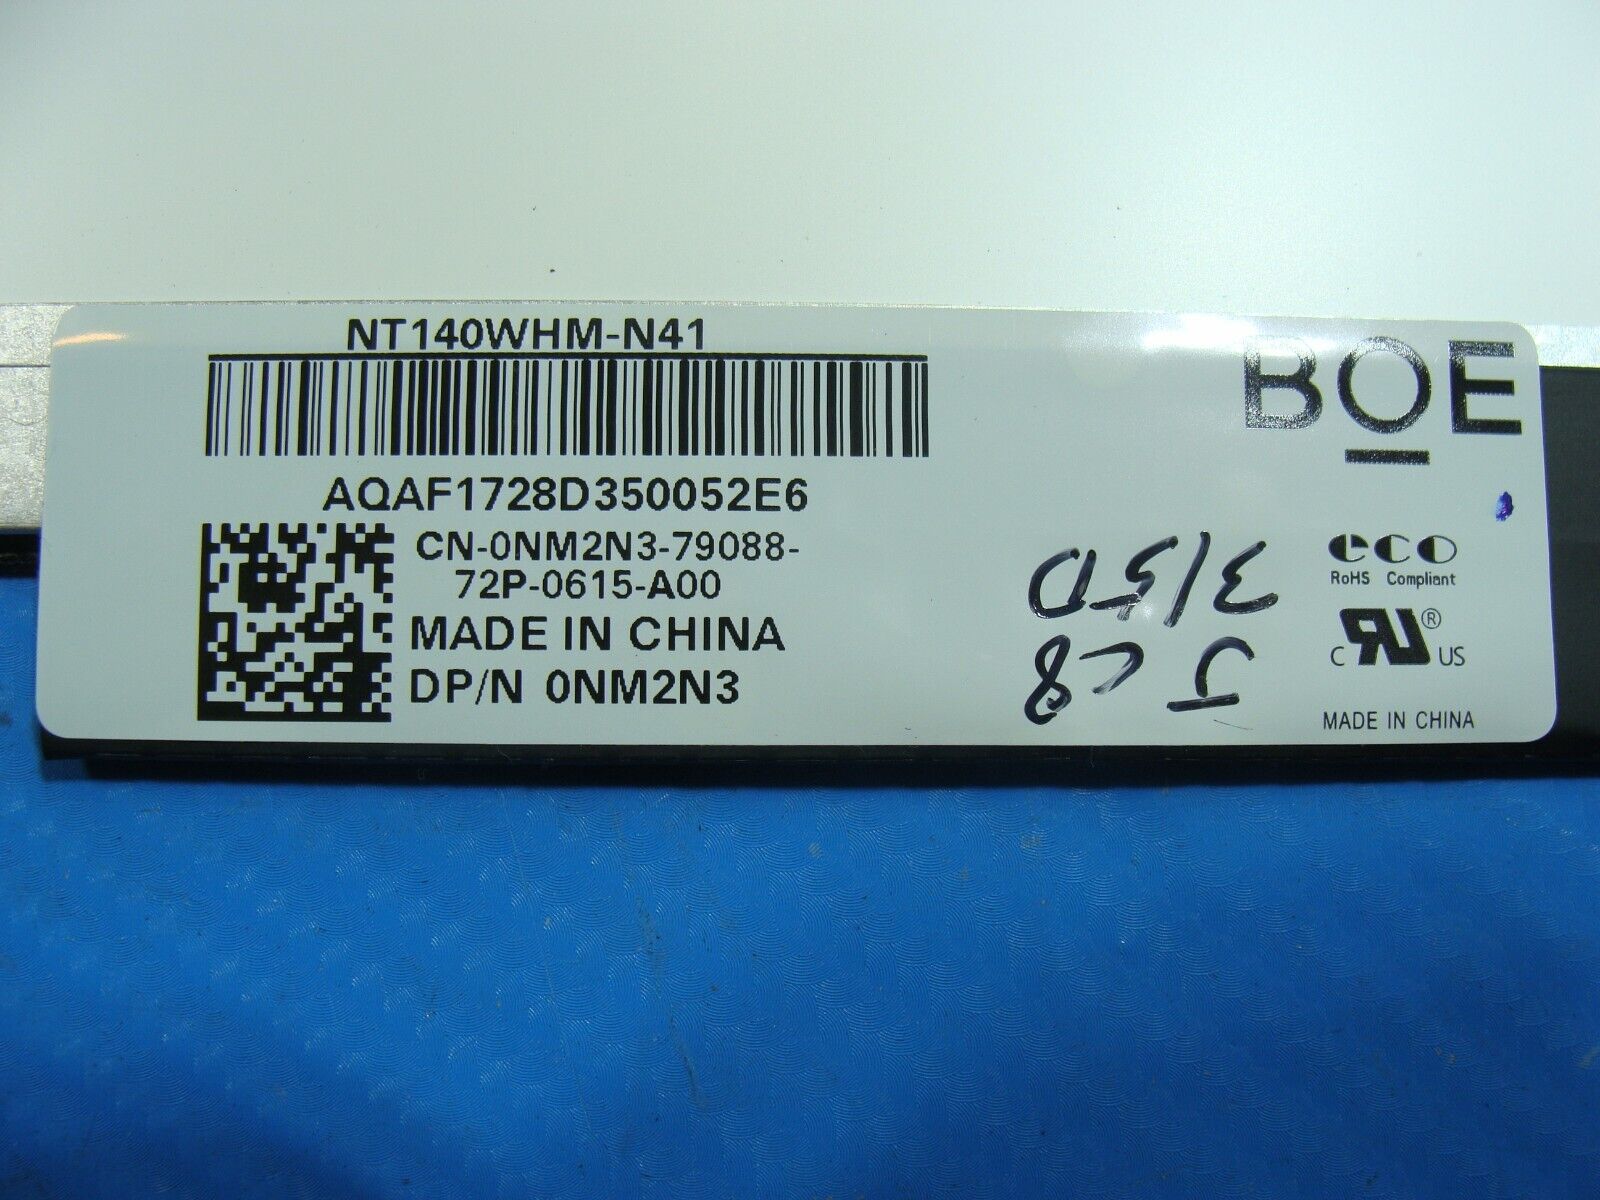 NT140WHM-N41
BOE
AQAF1728D350052E6
CN-0NM2N3-79088-
72P-0615-A00
MADE IN CHINA
DP/N 0NM2N3
eco
RoHS Compliant
C RU ® US
MADE IN CHINA